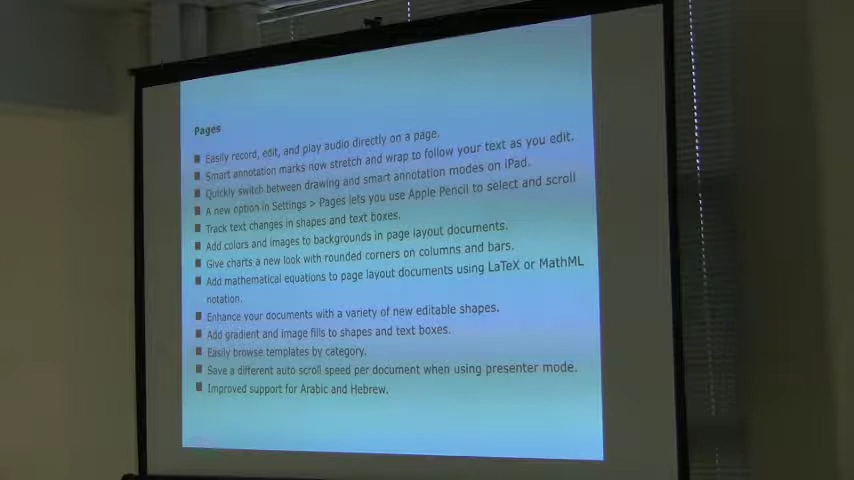 Pages
Easily record, edit, and play audio directly on a page.
Smart annotation marks now stretch and wrap to follow your text as you edit.
Quickly switch between drawing and smart annotation modes on iPad.
A new option in Settings > Pages lets you use Apple Pencil to select and scroll
Track text changes in shapes and text boxes.
Add colors and images to backgrounds in page layout documents.
Give charts a new look with rounded corners on columns and bars.
Add mathematical equations to page layout documents using LaTeX or MathML
notation.
Enhance your documents with a variety of new editable shapes.
Add gradient and image fills to shapes and text boxes.
Easily browse templates by category.
Save a different auto scroll speed per document when using presenter mode.
Improved support for Arabic and Hebrew.